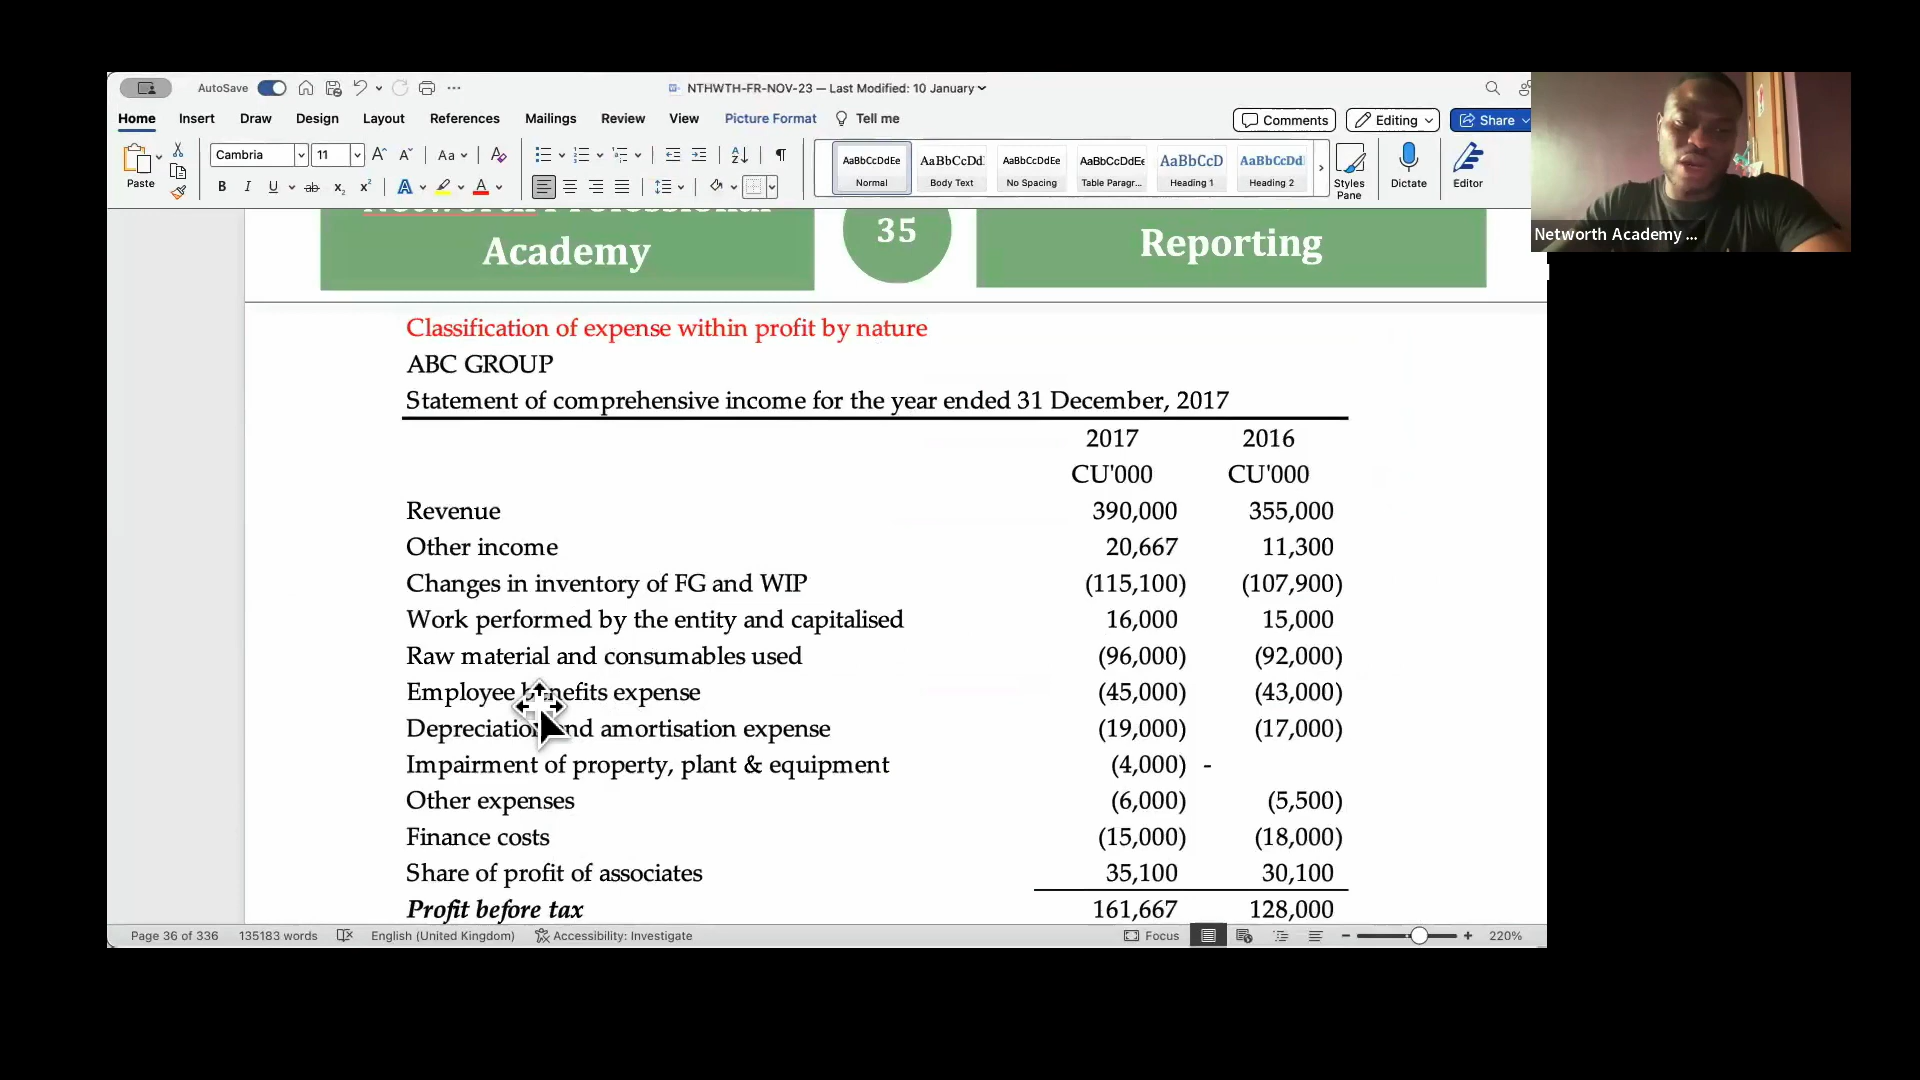 AutoSave
NTHWTH-FR-NOV-23 — Last Modified: 10 January
Home Insert Draw Design Layout References Mailings Review View Picture Format Tell me
Comments Editing Share
Paste
Cambria 11
Aa
B I U ab x₂ x² A A
AaBbCcDdEe AaBbCcDd AaBbCcDdEe AaBbCcDdEe AaBbCcD AaBbCcDd
Normal Body Text No Spacing Table Paragr... Heading 1 Heading 2
Styles Pane
Dictate
Editor
Networth Academy ...
Networth Professional
Academy
35
Reporting
Classification of expense within profit by nature
ABC GROUP
Statement of comprehensive income for the year ended 31 December, 2017
2017 2016
CU'000 CU'000
Revenue 390,000 355,000
Other income 20,667 11,300
Changes in inventory of FG and WIP (115,100) (107,900)
Work performed by the entity and capitalised 16,000 15,000
Raw material and consumables used (96,000) (92,000)
Employee benefits expense (45,000) (43,000)
Depreciation and amortisation expense (19,000) (17,000)
Impairment of property, plant & equipment (4,000) -
Other expenses (6,000) (5,500)
Finance costs (15,000) (18,000)
Share of profit of associates 35,100 30,100
Profit before tax 161,667 128,000
Page 36 of 336 135183 words English (United Kingdom) Accessibility: Investigate Focus 220%